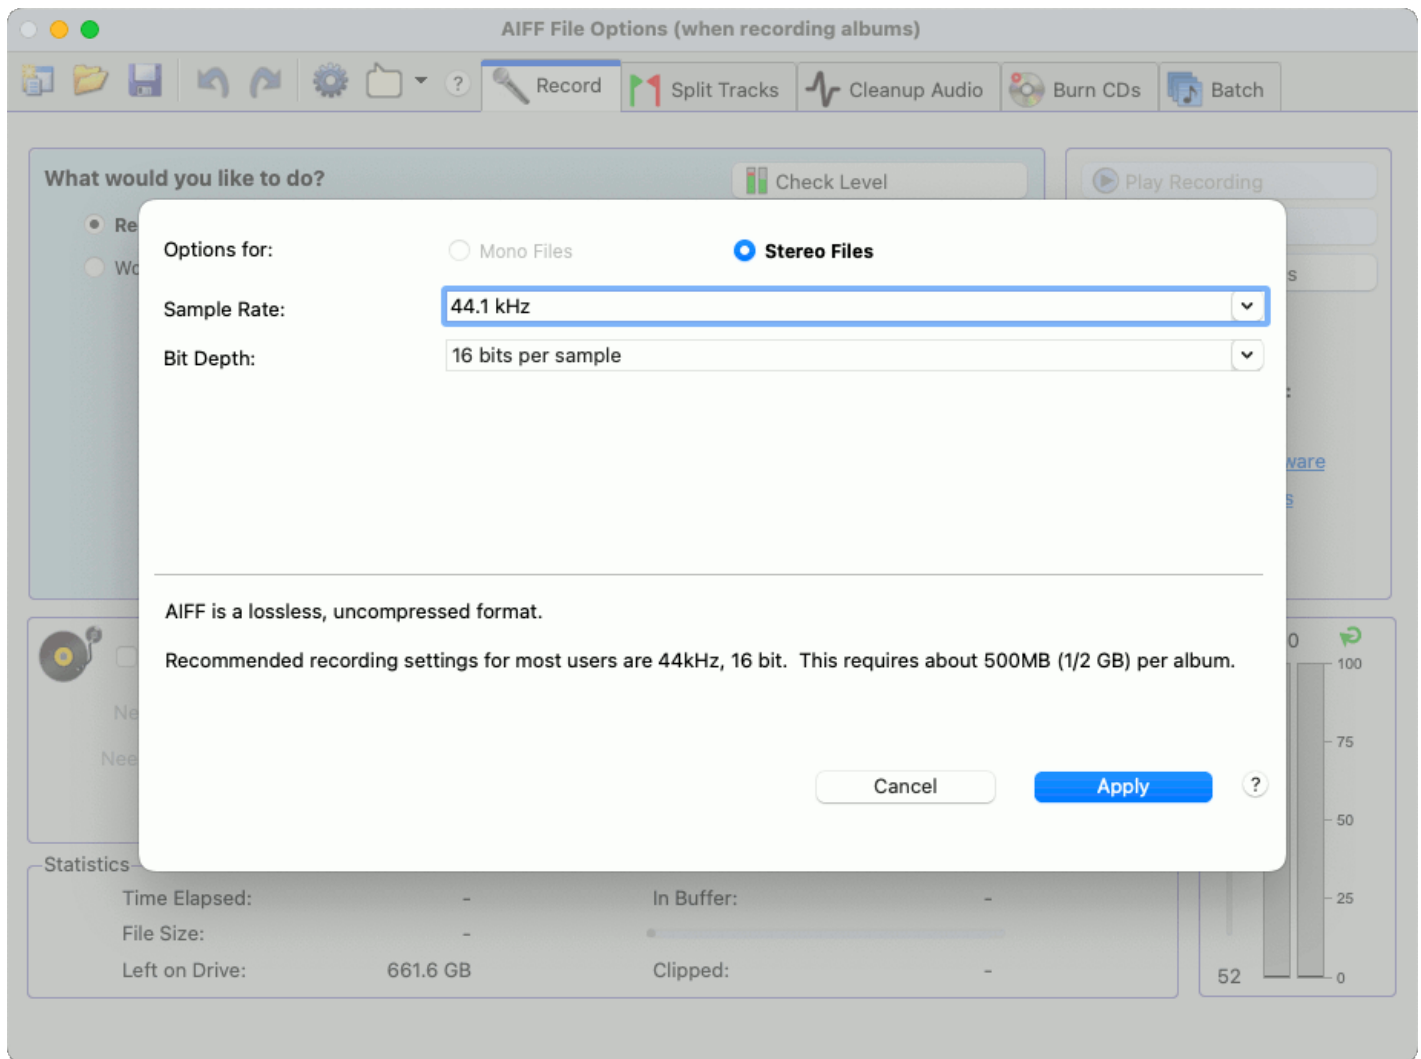 AIFF File Options (when recording albums)
? Record Split Tracks Cleanup Audio Burn CDs Batch
What would you like to do?
Check Level
Play Recording
Options for:
Mono Files
Stereo Files
Sample Rate:
44.1 kHz
Bit Depth:
16 bits per sample
AIFF is a lossless, uncompressed format.
Recommended recording settings for most users are 44kHz, 16 bit. This requires about 500MB (1/2 GB) per album.
Cancel
Apply
?
0
100
75
50
25
0
52
Statistics
Time Elapsed: - In Buffer: -
File Size: -
Left on Drive: 661.6 GB Clipped: -